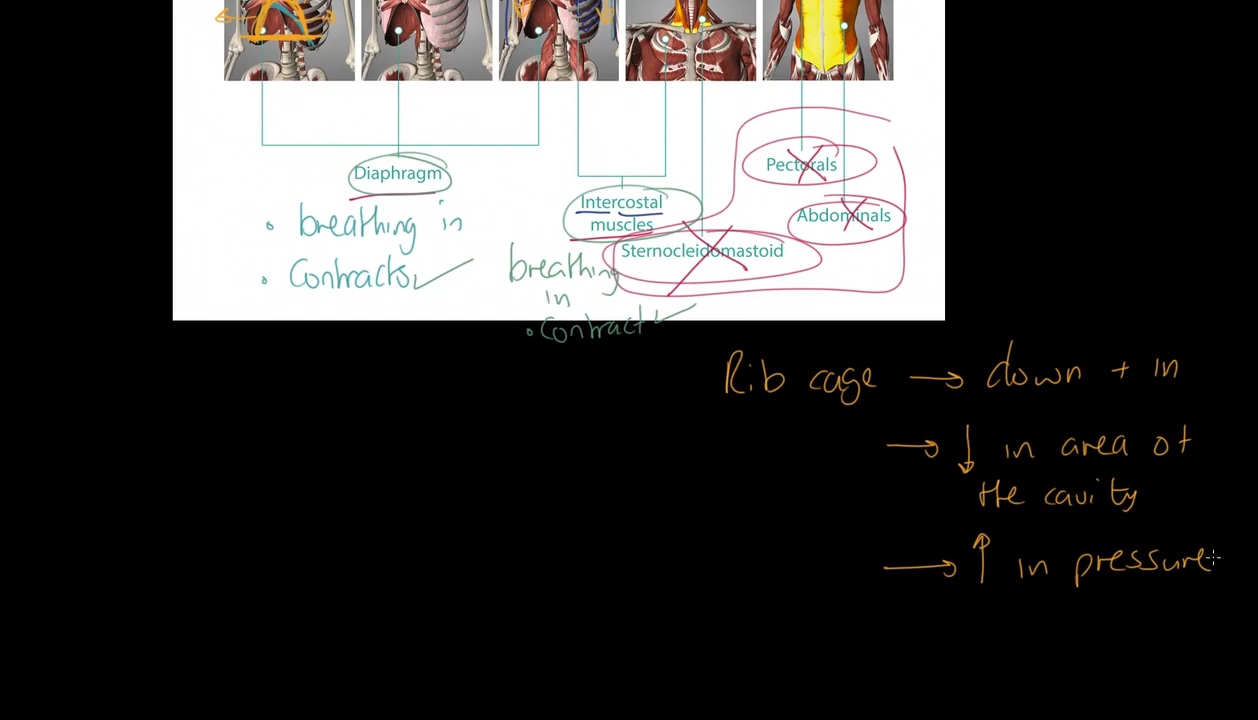 Diaphragm
• breathing in
• Contracts ✓
Intercostal
muscles
breathing
in
• Contract ✓
Sternocleidomastoid
Pectorals
Abdominals
Rib cage → down + in
→ ↓ in area of
the cavity
→ ↑ in pressure